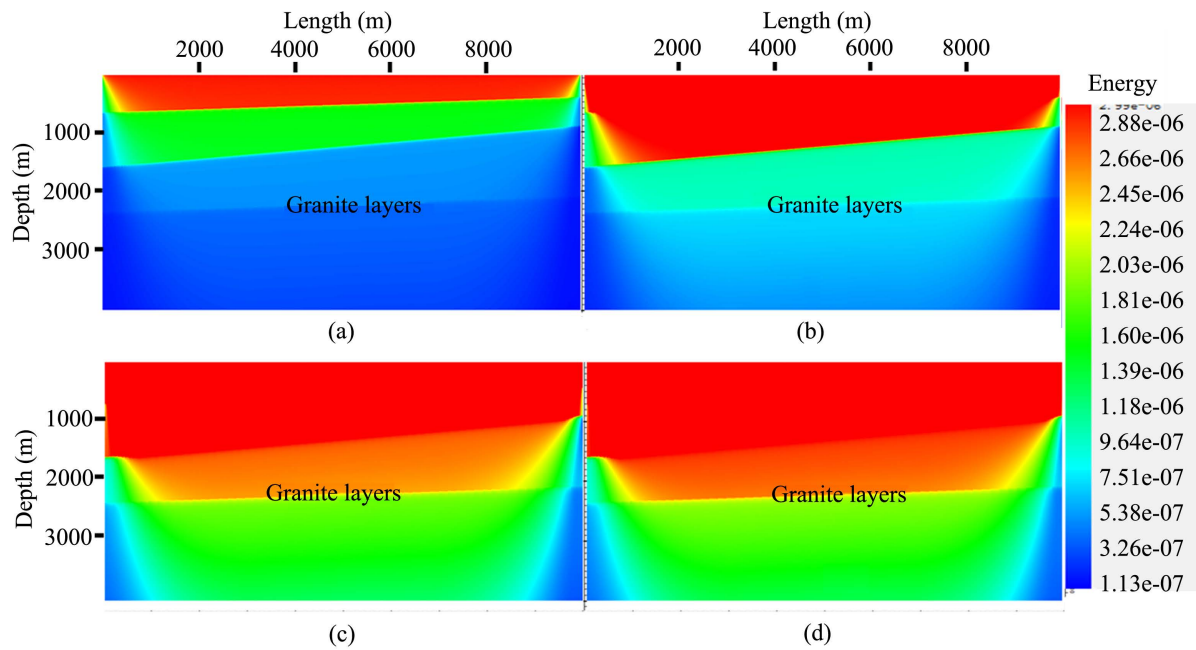 Length (m)
Length (m)
2000 4000 6000 8000
2000 4000 6000 8000
Energy
Depth (m)
1000
2000
3000
Granite layers
Granite layers
(a)
(b)
2.99e-06
2.88e-06
2.66e-06
2.45e-06
2.24e-06
2.03e-06
1.81e-06
1.60e-06
1.39e-06
1.18e-06
9.64e-07
7.51e-07
5.38e-07
3.26e-07
1.13e-07
Depth (m)
1000
2000
3000
Granite layers
Granite layers
(c)
(d)